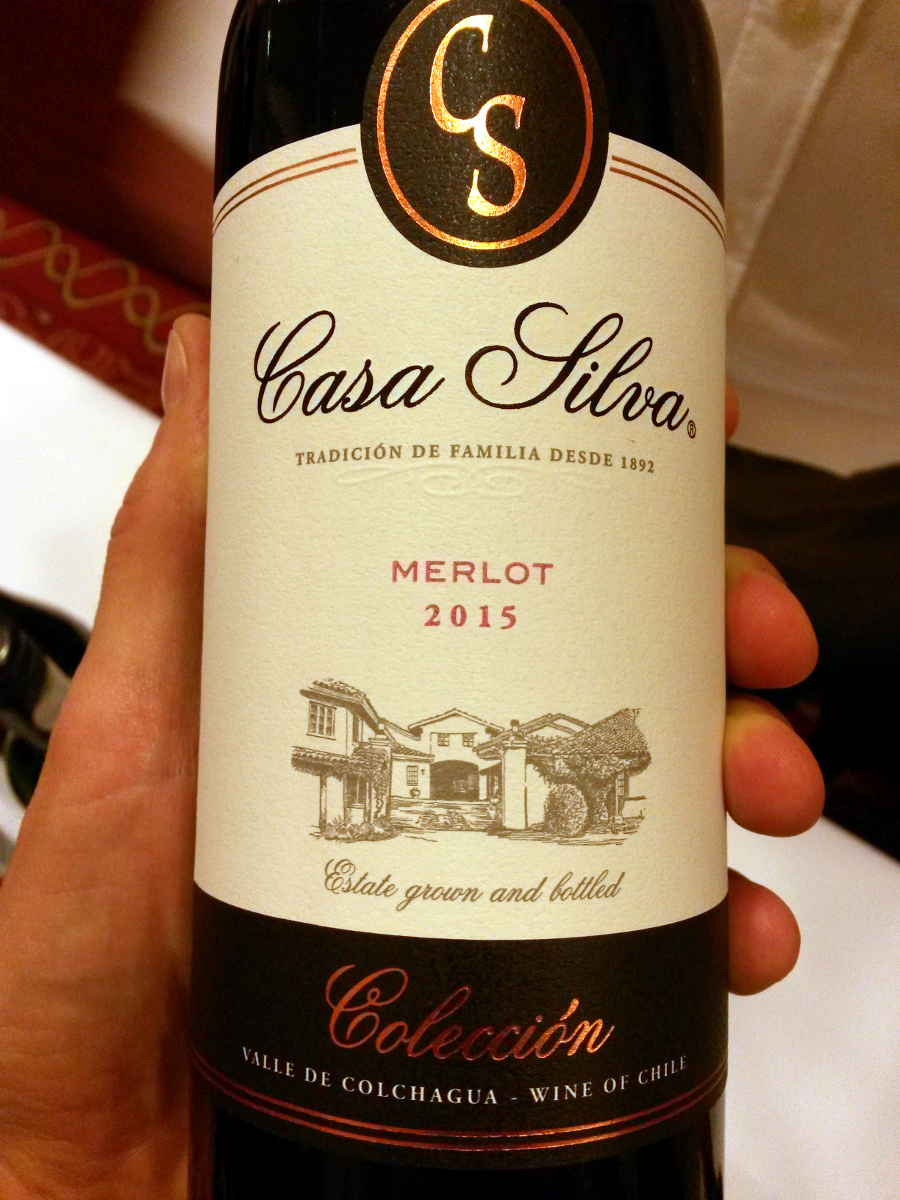 CS
Casa Silva®
TRADICIÓN DE FAMILIA DESDE 1892
MERLOT
2015
Estate grown and bottled
Colección
VALLE DE COLCHAGUA - WINE OF CHILE